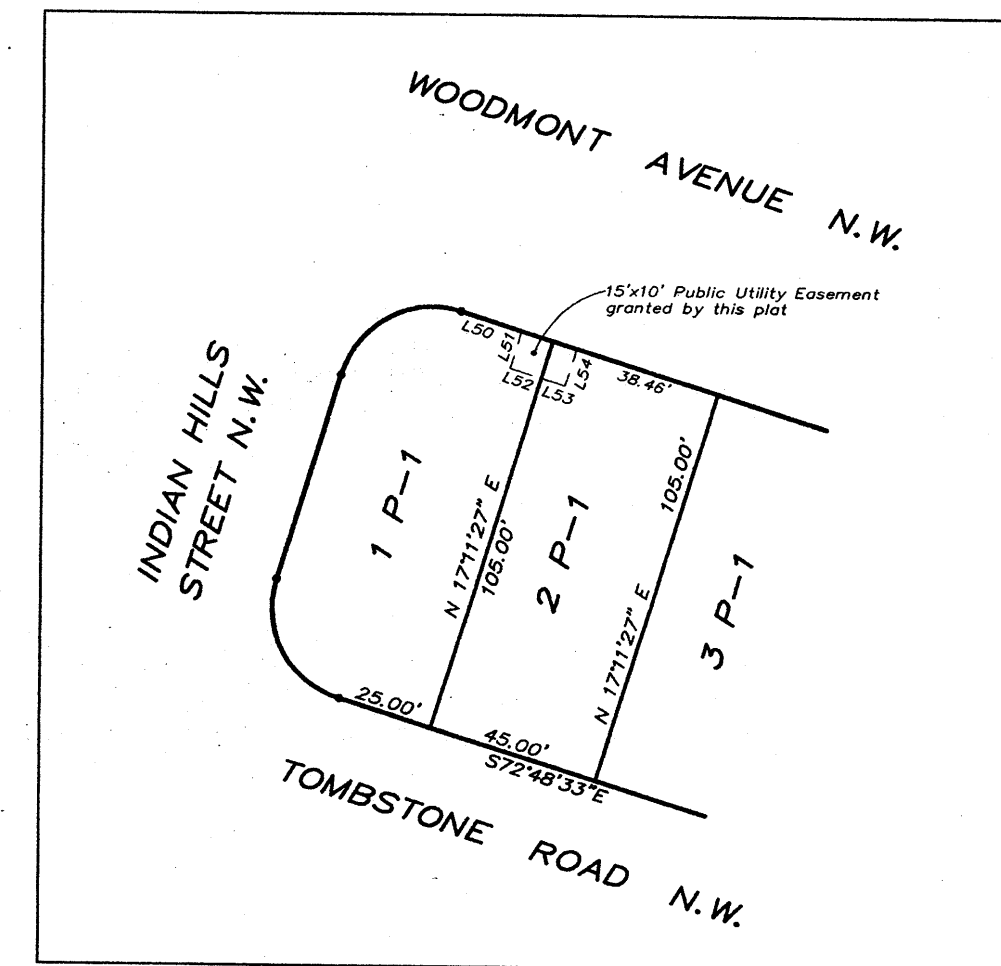 WOODMONT AVENUE N.W.
15'x10' Public Utility Easement
granted by this plat
L50
L51
L52
L53
L54
38.46'
INDIAN HILLS
STREET N.W.
1 P-1
N 17°11'27" E
105.00'
2 P-1
105.00'
N 17°11'27" E
3 P-1
25.00'
45.00'
S72°48'33"E
TOMBSTONE ROAD N.W.